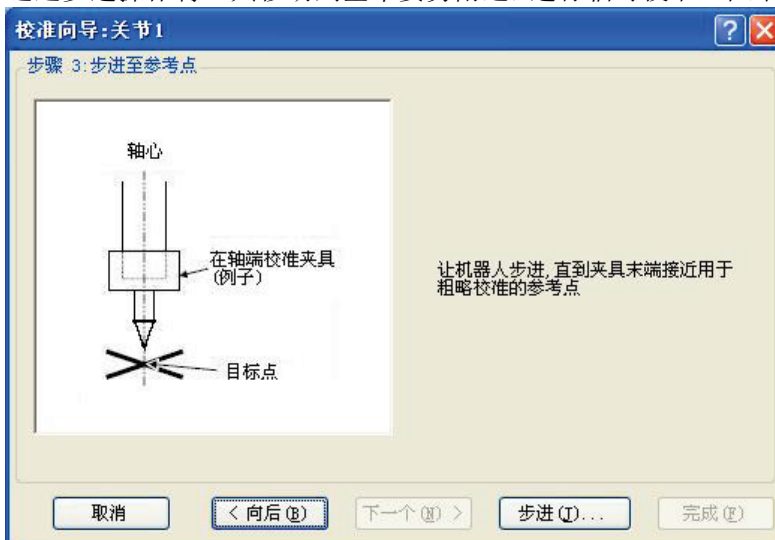 校准向导:关节1
步骤 3:步进至参考点
轴心
在轴端校准夹具
(例子)
目标点
让机器人步进,直到夹具末端接近用于
粗略校准的参考点
取消
< 向后(B)
下一个(N) >
步进(J)...
完成(F)